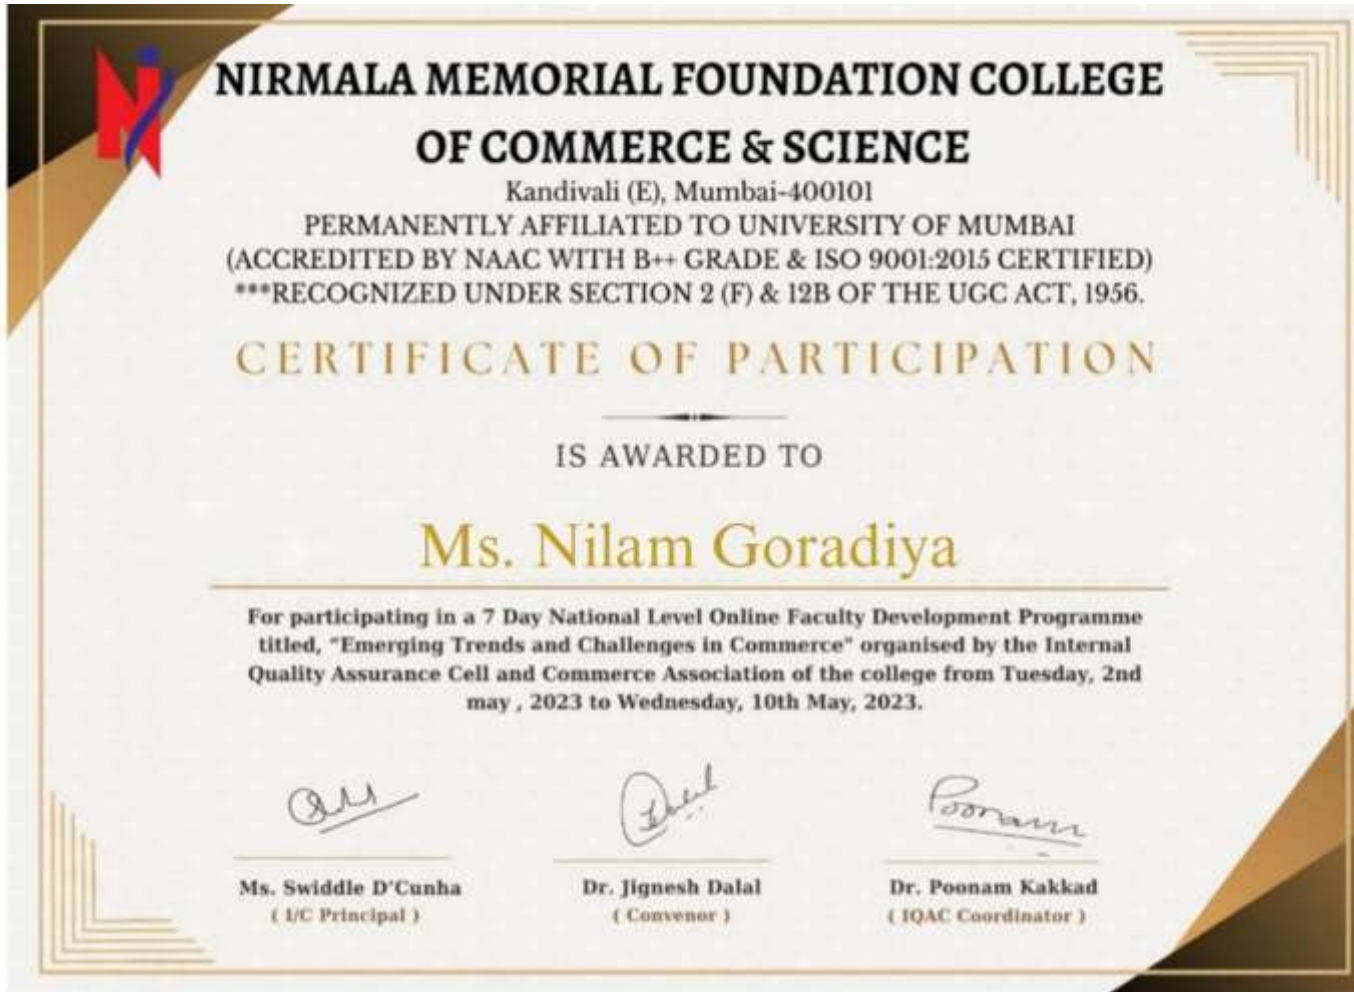 NIRMALA MEMORIAL FOUNDATION COLLEGE
OF COMMERCE & SCIENCE
Kandivali (E), Mumbai-400101
PERMANENTLY AFFILIATED TO UNIVERSITY OF MUMBAI
(ACCREDITED BY NAAC WITH B++ GRADE & ISO 9001:2015 CERTIFIED)
***RECOGNIZED UNDER SECTION 2 (F) & 12B OF THE UGC ACT, 1956.
CERTIFICATE OF PARTICIPATION
IS AWARDED TO
Ms. Nilam Goradiya
For participating in a 7 Day National Level Online Faculty Development Programme
titled, "Emerging Trends and Challenges in Commerce" organised by the Internal
Quality Assurance Cell and Commerce Association of the college from Tuesday, 2nd
may , 2023 to Wednesday, 10th May, 2023.
Poonam
Ms. Swiddle D'Cunha Dr. Jignesh Dalal Dr. Poonam Kakkad
( I/C Principal ) ( Convenor ) ( IQAC Coordinator )